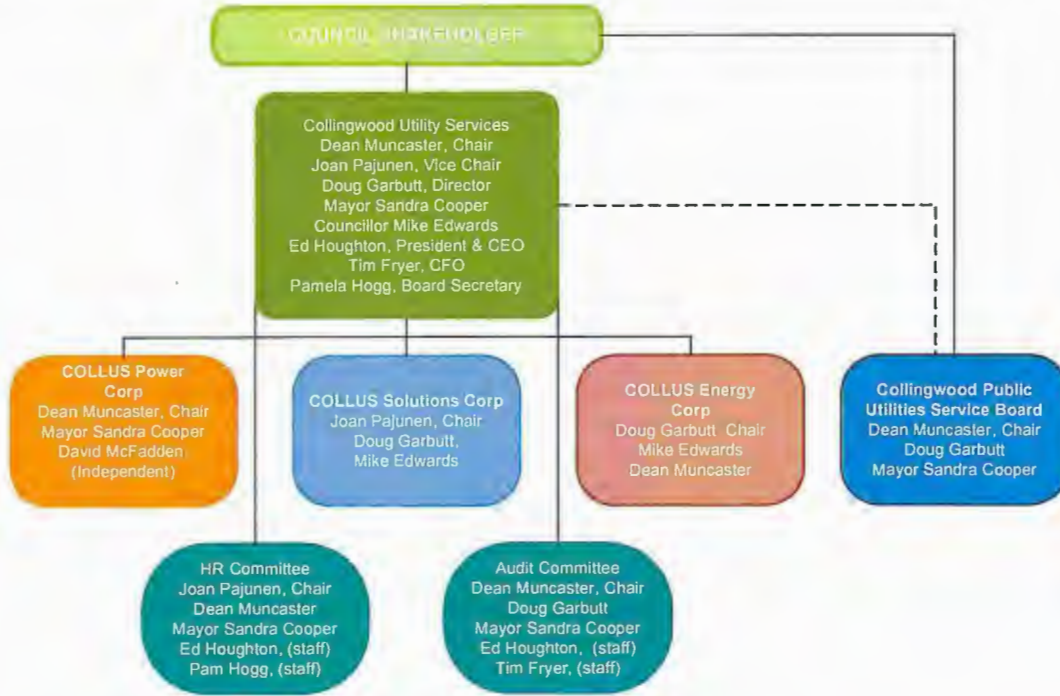 COUNCIL SHAREHOLDER
Collingwood Utility Services
Dean Muncaster, Chair
Joan Pajunen, Vice Chair
Doug Garbutt, Director
Mayor Sandra Cooper
Councillor Mike Edwards
Ed Houghton, President & CEO
Tim Fryer, CFO
Pamela Hogg, Board Secretary
COLLUS Power
Corp
Dean Muncaster, Chair
Mayor Sandra Cooper
David McFadden
(Independent)
COLLUS Solutions Corp
Joan Pajunen, Chair
Doug Garbutt,
Mike Edwards
COLLUS Energy
Corp
Doug Garbutt Chair
Mike Edwards
Dean Muncaster
Collingwood Public
Utilities Service Board
Dean Muncaster, Chair
Doug Garbutt
Mayor Sandra Cooper
HR Committee
Joan Pajunen, Chair
Dean Muncaster
Mayor Sandra Cooper
Ed Houghton, (staff)
Pam Hogg, (staff)
Audit Committee
Dean Muncaster, Chair
Doug Garbutt
Mayor Sandra Cooper
Ed Houghton, (staff)
Tim Fryer, (staff)